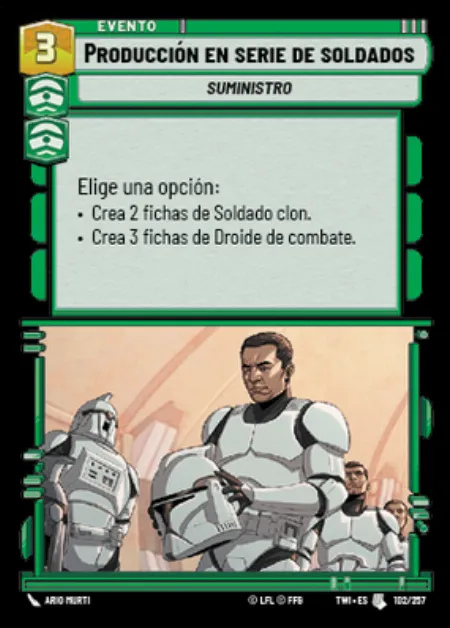 EVENTO
3
PRODUCCIÓN EN SERIE DE SOLDADOS
SUMINISTRO
Elige una opción:
• Crea 2 fichas de Soldado clon.
• Crea 3 fichas de Droide de combate.
ARIO MURTI
© LFL © FFG
TWI • ES
102/257